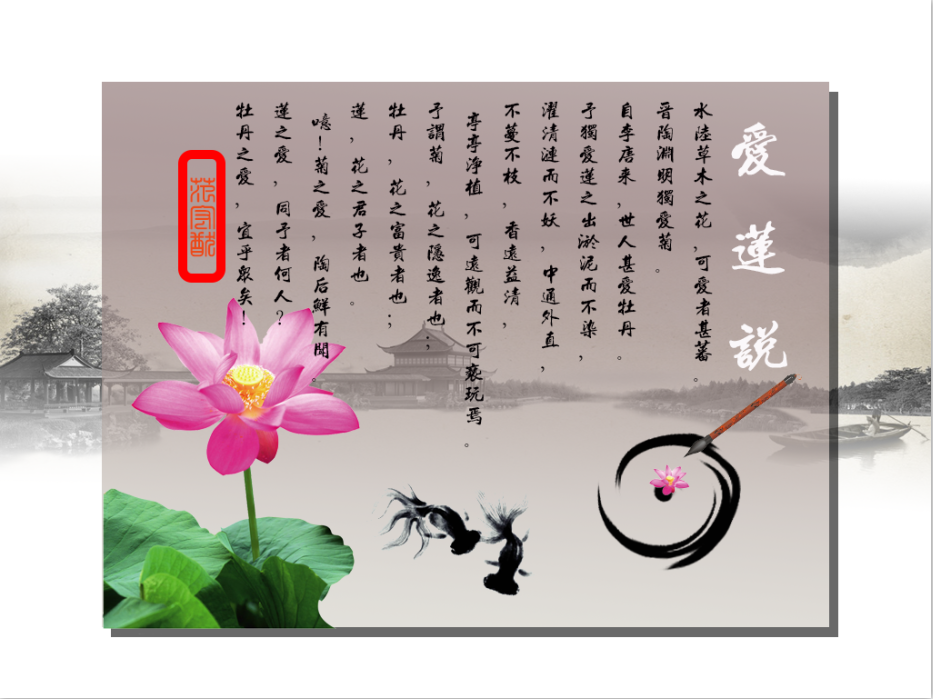 愛蓮說
水陸草木之花,可愛者甚蕃。
晉陶淵明獨愛菊。
自李唐来,世人甚愛牡丹。
予獨愛蓮之出淤泥而不染,
濯清漣而不妖,中通外直,
不蔓不枝,香遠益清,
亭亭淨植,可遠觀而不可褻玩焉。
予謂菊,花之隱逸者也;
牡丹,花之富貴者也;
蓮,花之君子者也。
噫!菊之愛,陶后鮮有聞。
蓮之愛,同予者何人?
牡丹之愛,宜乎眾矣!